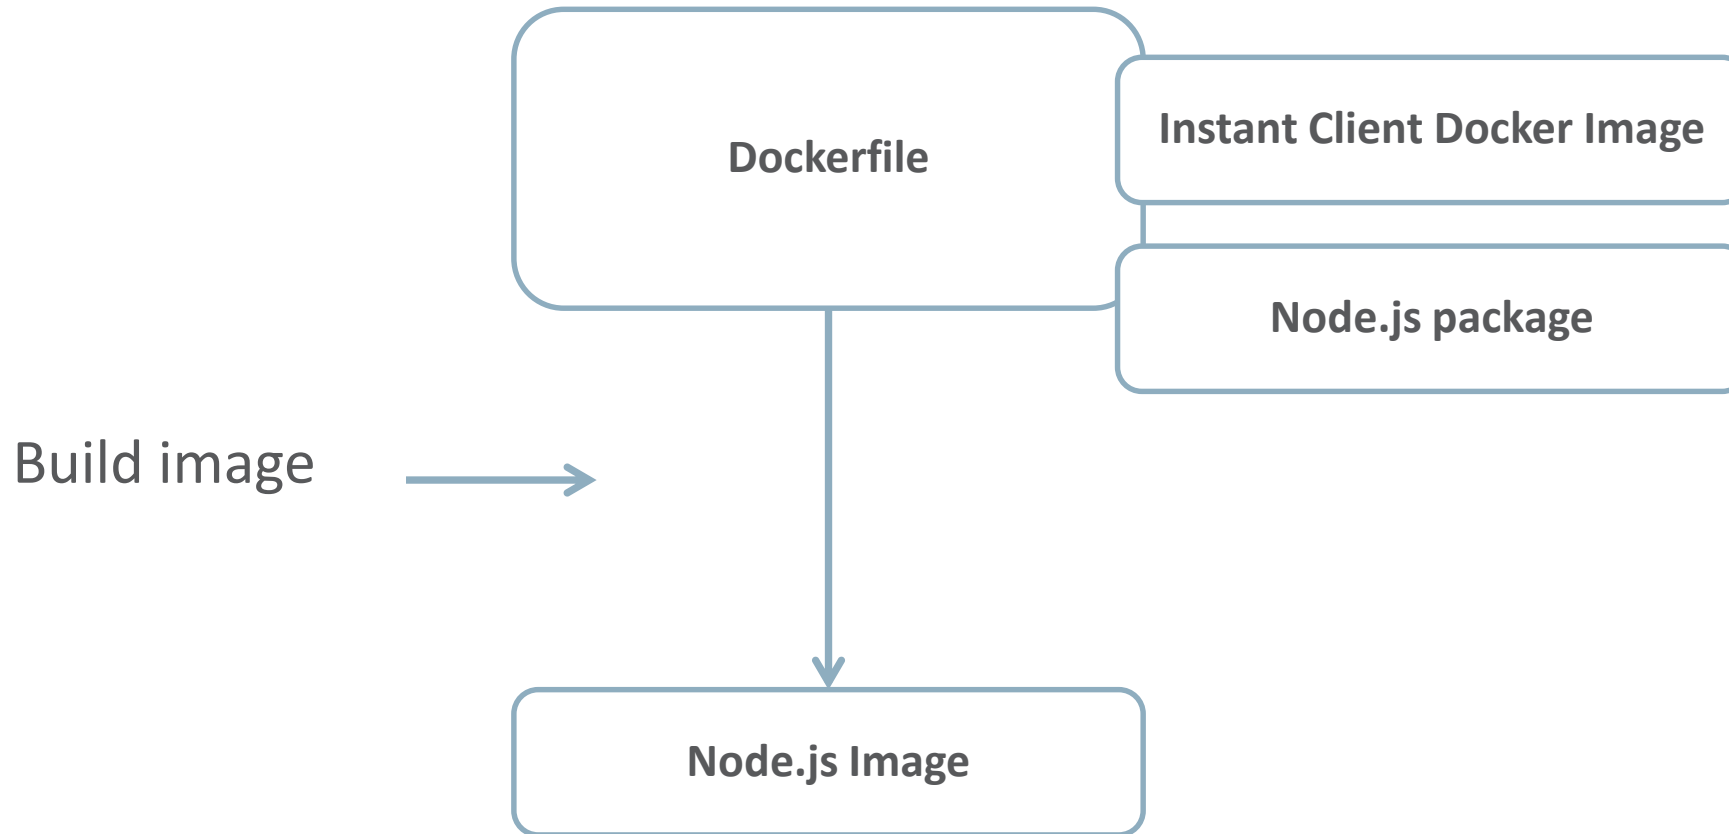 Dockerfile
Instant Client Docker Image
Node.js package
Build image
Node.js Image